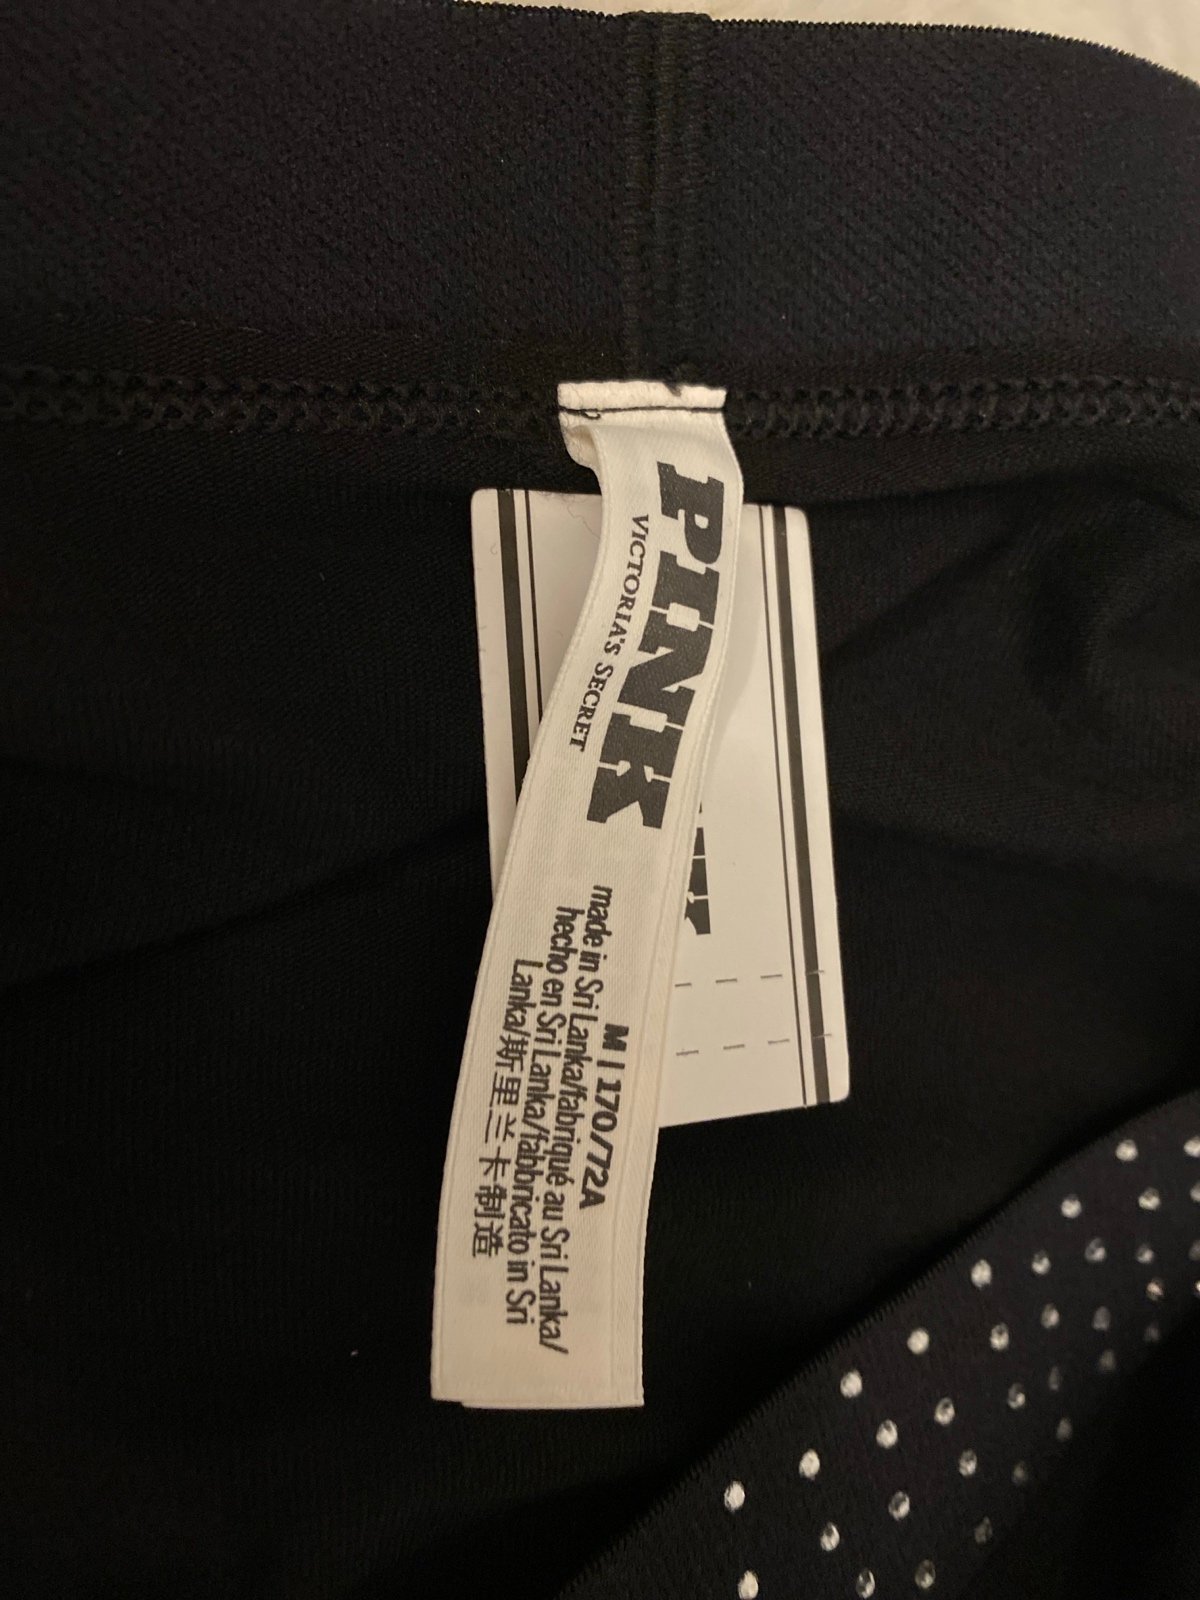 PINK
VICTORIA'S SECRET
M | 170/72A
made in Sri Lanka/fabriqué au Sri Lanka/
hecho en Sri Lanka/fabbricato in Sri
Lanka/斯里兰卡制造